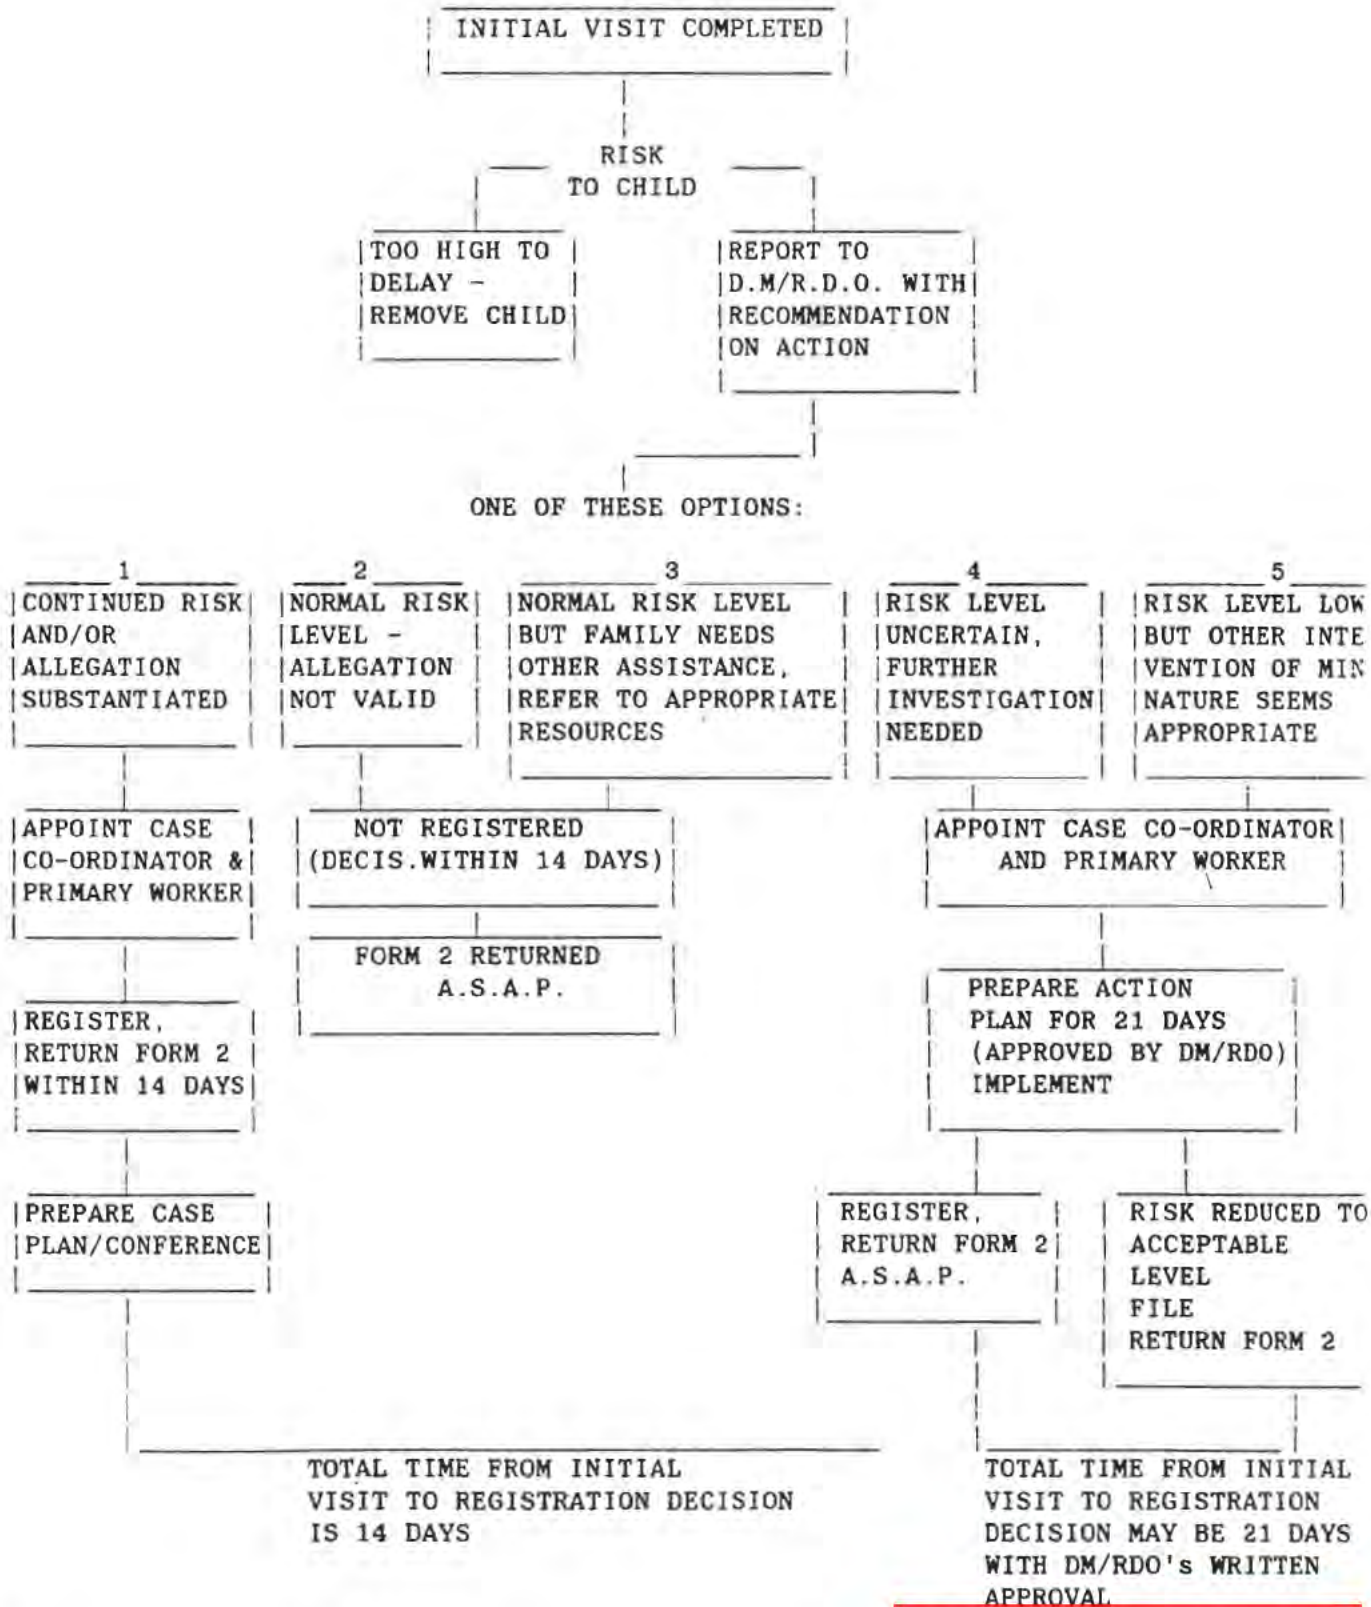 INITIAL VISIT COMPLETED
RISK
TO CHILD
TOO HIGH TO
DELAY -
REMOVE CHILD
REPORT TO
D.M/R.D.O. WITH
RECOMMENDATION
ON ACTION
ONE OF THESE OPTIONS:
1
CONTINUED RISK
AND/OR
ALLEGATION
SUBSTANTIATED
2
NORMAL RISK
LEVEL -
ALLEGATION
NOT VALID
3
NORMAL RISK LEVEL
BUT FAMILY NEEDS
OTHER ASSISTANCE,
REFER TO APPROPRIATE
RESOURCES
4
RISK LEVEL
UNCERTAIN,
FURTHER
INVESTIGATION
NEEDED
5
RISK LEVEL LOW
BUT OTHER INTE
VENTION OF
NATURE SEEMS
APPROPRIATE
APPOINT CASE
CO-ORDINATOR &
PRIMARY WORKER
NOT REGISTERED
(DECIS.WITHIN 14 DAYS)
APPOINT CASE CO-ORDINATOR
AND PRIMARY WORKER
FORM 2 RETURNED
A.S.A.P.
REGISTER,
RETURN FORM 2
WITHIN 14 DAYS
PREPARE ACTION
PLAN FOR 21 DAYS
(APPROVED BY DM/RDO)
IMPLEMENT
PREPARE CASE
PLAN/CONFERENCE
REGISTER,
RETURN FORM 2
A.S.A.P.
RISK REDUCED TO
ACCEPTABLE
LEVEL
FILE
RETURN FORM 2
TOTAL TIME FROM INITIAL
VISIT TO REGISTRATION DECISION
IS 14 DAYS
TOTAL TIME FROM INITIAL
VISIT TO REGISTRATION
DECISION MAY BE 21 DAYS
WITH DM/RDO's WRITTEN
APPROVAL